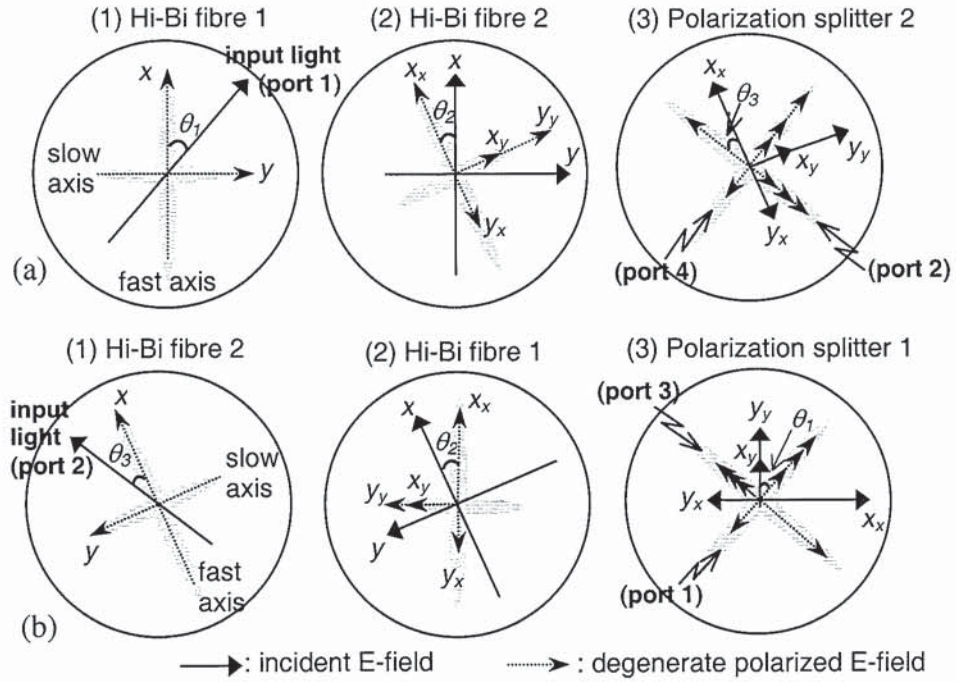 (1) Hi-Bi fibre 1
(2) Hi-Bi fibre 2
(3) Polarization splitter 2
x
input light
(port 1)
θ1
slow
axis
y
fast axis
(a)
xx
x
θ2
yy
xy
y
yx
xx
θ3
xy
yy
yx
(port 4)
(port 2)
(1) Hi-Bi fibre 2
(2) Hi-Bi fibre 1
(3) Polarization splitter 1
input
light
(port 2)
x
θ3
slow
axis
y
fast
axis
(b)
x
xx
θ2
yy
xy
y
yx
(port 3)
yy
θ1
xy
yx
xx
(port 1)
: incident E-field
: degenerate polarized E-field